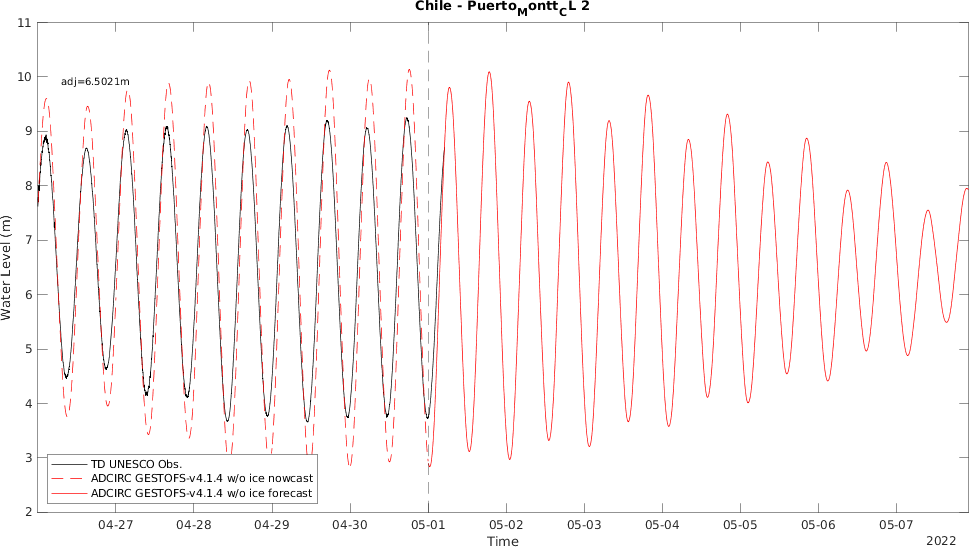 Chile - PuertoMonttCL 2
adj=6.5021m
11
10
9
8
7
6
5
4
3
2
Water Level (m)
TD UNESCO Obs.
ADCIRC GESTOFS-v4.1.4 w/o ice nowcast
ADCIRC GESTOFS-v4.1.4 w/o ice forecast
04-27 04-28 04-29 04-30 05-01 05-02 05-03 05-04 05-05 05-06 05-07
Time
2022